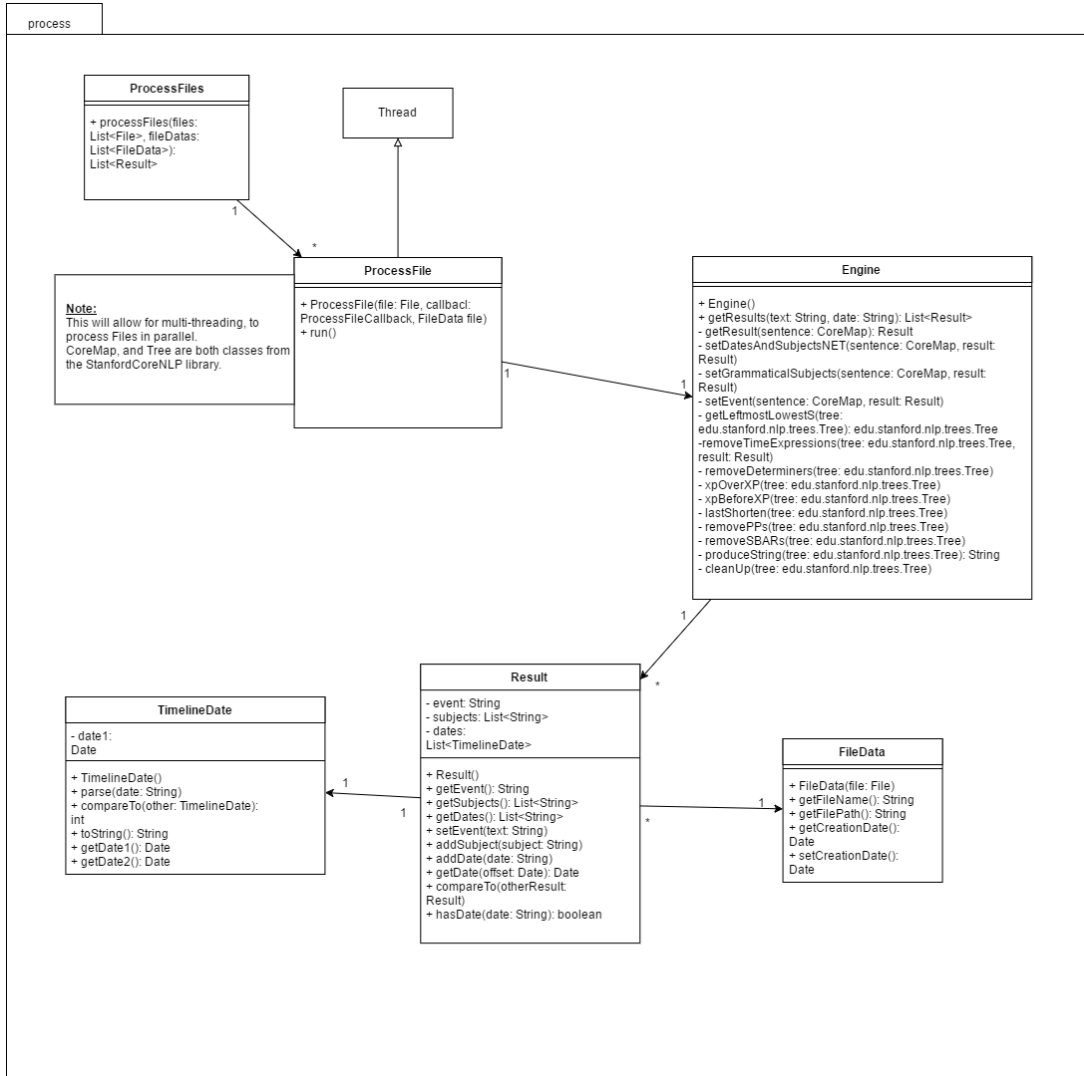 process
ProcessFiles
+ processFiles(files:
List<File>, fileDatas:
List<FileData>):
List<Result>
Thread
1
*
ProcessFile
+ ProcessFile(file: File, callbacl:
ProcessFileCallback, FileData file)
+ run()
Note:
This will allow for multi-threading, to
process Files in parallel.
CoreMap, and Tree are both classes from
the StanfordCoreNLP library.
1
1
Engine
+ Engine()
+ getResults(text: String, date: String): List<Result>
- getResult(sentence: CoreMap): Result
- setDatesAndSubjectsNET(sentence: CoreMap, result:
Result)
- setGrammaticalSubjects(sentence: CoreMap, result:
Result)
- setEvent(sentence: CoreMap, result: Result)
- getLeftmostLowestS(tree:
edu.stanford.nlp.trees.Tree): edu.stanford.nlp.trees.Tree
-removeTimeExpressions(tree: edu.stanford.nlp.trees.Tree,
result: Result)
- removeDeterminers(tree: edu.stanford.nlp.trees.Tree)
- xpOverXP(tree: edu.stanford.nlp.trees.Tree)
- xpBeforeXP(tree: edu.stanford.nlp.trees.Tree)
- lastShorten(tree: edu.stanford.nlp.trees.Tree)
- removePPs(tree: edu.stanford.nlp.trees.Tree)
- removeSBARs(tree: edu.stanford.nlp.trees.Tree)
- produceString(tree: edu.stanford.nlp.trees.Tree): String
- cleanUp(tree: edu.stanford.nlp.trees.Tree)
1
*
Result
- event: String
- subjects: List<String>
- dates:
List<TimelineDate>
+ Result()
+ getEvent(): String
+ getSubjects(): List<String>
+ getDates(): List<String>
+ setEvent(text: String)
+ addSubject(subject: String)
+ addDate(date: String)
+ getDate(offset: Date): Date
+ compareTo(otherResult:
Result)
+ hasDate(date: String): boolean
TimelineDate
- date1:
Date
+ TimelineDate()
+ parse(date: String)
+ compareTo(other: TimelineDate):
int
+ toString(): String
+ getDate1(): Date
+ getDate2(): Date
1
1
*
1
FileData
+ FileData(file: File)
+ getFileName(): String
+ getFilePath(): String
+ getCreationDate():
Date
+ setCreationDate():
Date